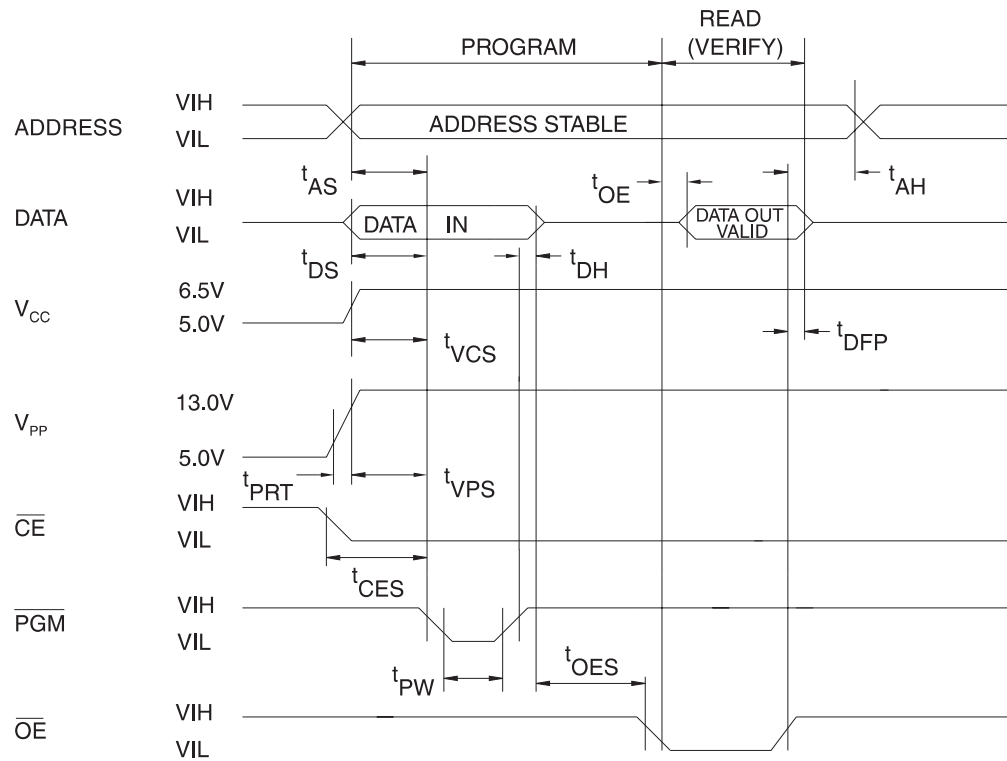 READ
PROGRAM (VERIFY)
ADDRESS VIH
VIL
ADDRESS STABLE
tAS
tOE
tAH
DATA VIH
VIL
DATA IN
DATA OUT
VALID
tDS
tDH
VCC
6.5V
5.0V
tVCS
tDFP
VPP
13.0V
5.0V
tPRT
tVPS
CE
VIH
VIL
tCES
PGM
VIH
VIL
tPW
tOES
OE
VIH
VIL